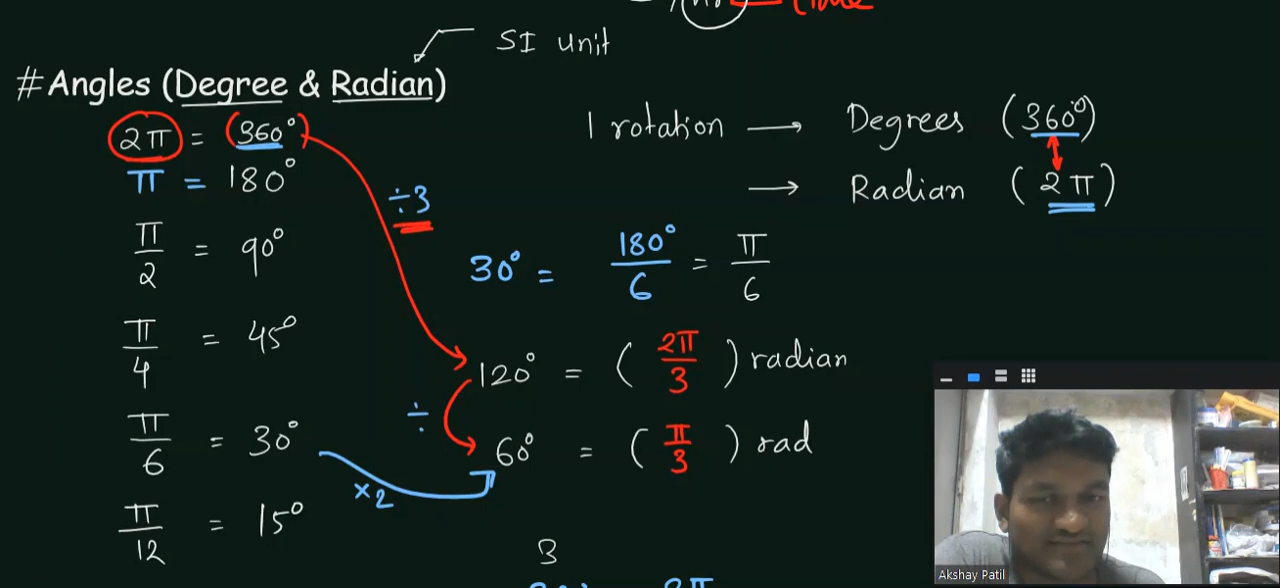 SI unit
#Angles (Degree & Radian)
2π = (360°)
1 rotation → Degrees (360°)
π = 180°
÷3
→ Radian (2π)
π/2 = 90°
30° = 180°/6 = π/6
π/4 = 45°
120° = (2π/3) radian
÷
π/6 = 30°
60° = (π/3) rad
×2
π/12 = 15°
3
2π
Akshay Patil